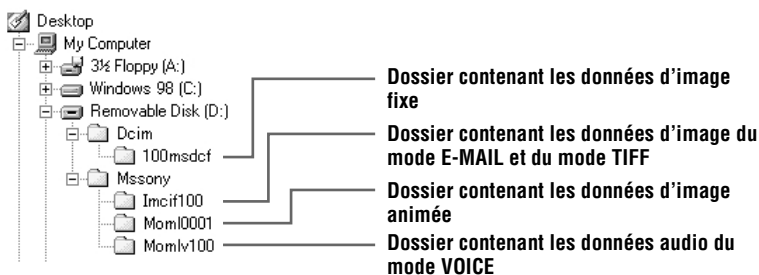 Desktop
My Computer
3½ Floppy (A:)
Windows 98 (C:)
Removable Disk (D:)
Dcim
100msdcf
Mssony
Imcif100
Moml0001
Momlv100
Dossier contenant les données d'image
fixe
Dossier contenant les données d'image du
mode E-MAIL et du mode TIFF
Dossier contenant les données d'image
animée
Dossier contenant les données audio du
mode VOICE